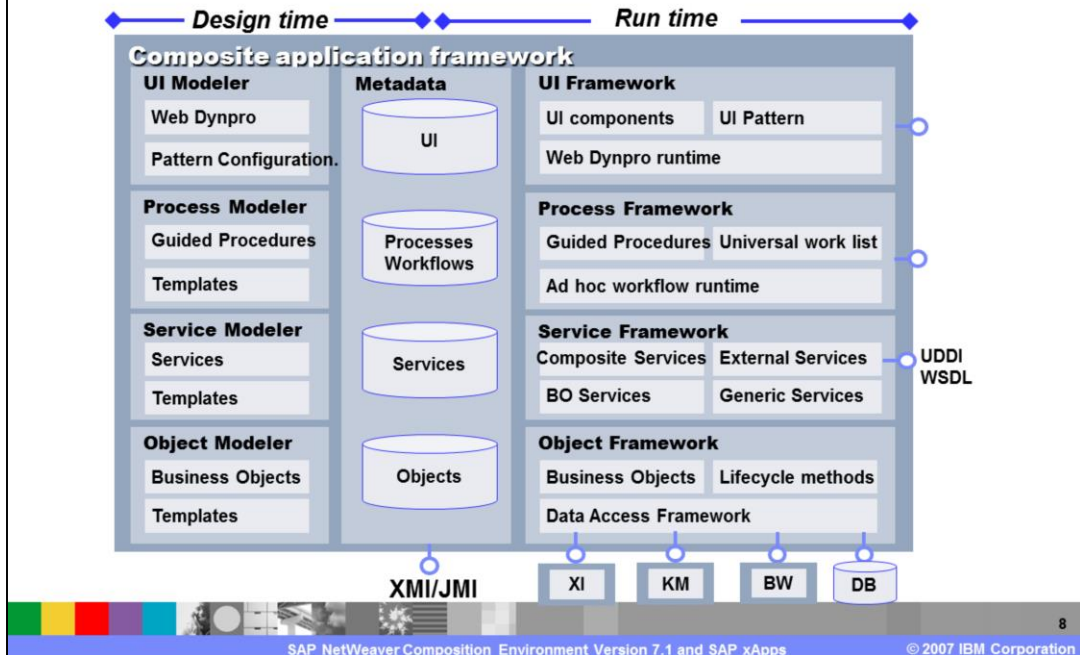 Design time
Run time
Composite application framework
UI Modeler
Web Dynpro
Pattern Configuration.
Process Modeler
Guided Procedures
Templates
Service Modeler
Services
Templates
Object Modeler
Business Objects
Templates
Metadata
UI
Processes
Workflows
Services
Objects
UI Framework
UI components
UI Pattern
Web Dynpro runtime
Process Framework
Guided Procedures
Universal work list
Ad hoc workflow runtime
Service Framework
Composite Services
External Services
BO Services
Generic Services
Object Framework
Business Objects
Lifecycle methods
Data Access Framework
UDDI
WSDL
XMI/JMI
XI
KM
BW
DB
8
SAP NetWeaver Composition Environment Version 7.1 and SAP xApps
© 2007 IBM Corporation